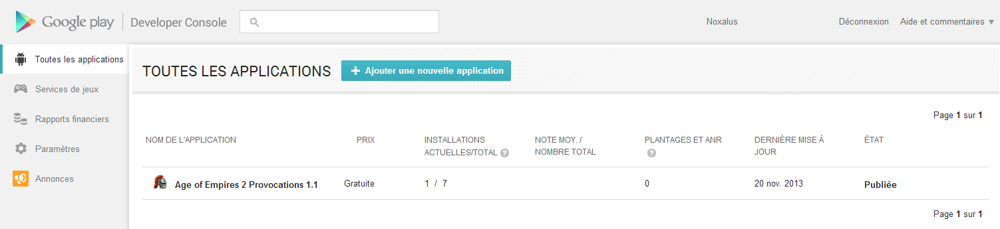 Google play Developer Console
Noxalus
Déconnexion
Aide et commentaires
Toutes les applications
Services de jeux
Rapports financiers
Paramètres
Annonces
TOUTES LES APPLICATIONS
Ajouter une nouvelle application
Page 1 sur 1
NOM DE L'APPLICATION
PRIX
INSTALLATIONS
ACTUELLES/TOTAL ?
NOTE MOY. /
NOMBRE TOTAL
PLANTAGES ET ANR
?
DERNIÈRE MISE À
JOUR
ÉTAT
Age of Empires 2 Provocations 1.1
Gratuite
1 / 7
0
20 nov. 2013
Publiée
Page 1 sur 1